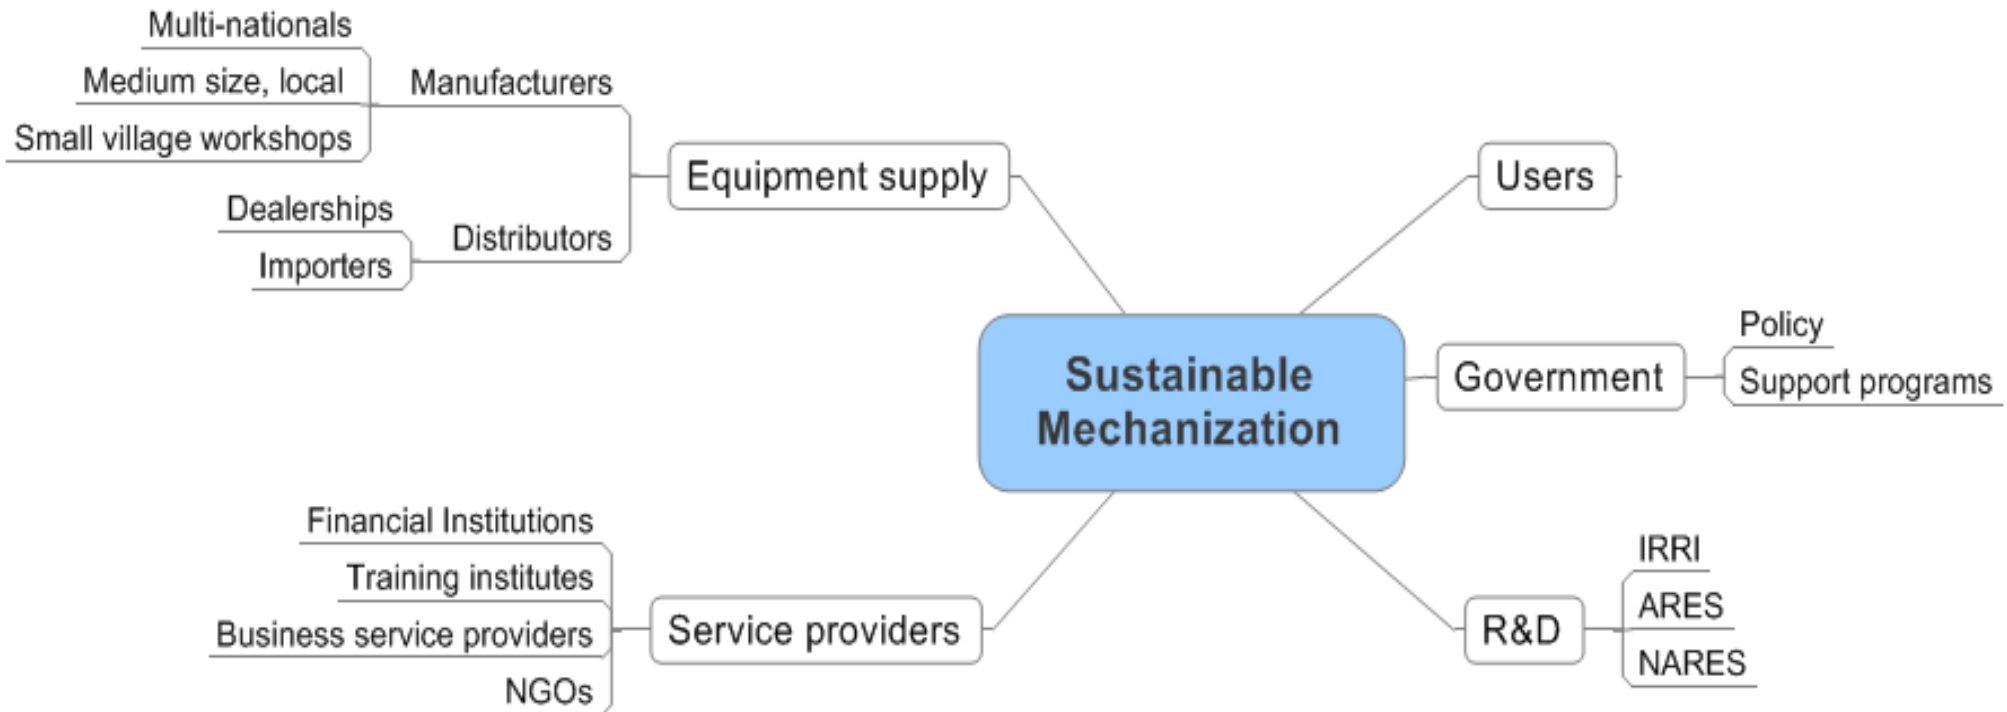 Multi-nationals
Medium size, local
Small village workshops
Manufacturers
Dealerships
Importers
Distributors
Equipment supply
Users
Sustainable
Mechanization
Government
Policy
Support programs
Financial Institutions
Training institutes
Business service providers
NGOs
Service providers
R&D
IRRI
ARES
NARES